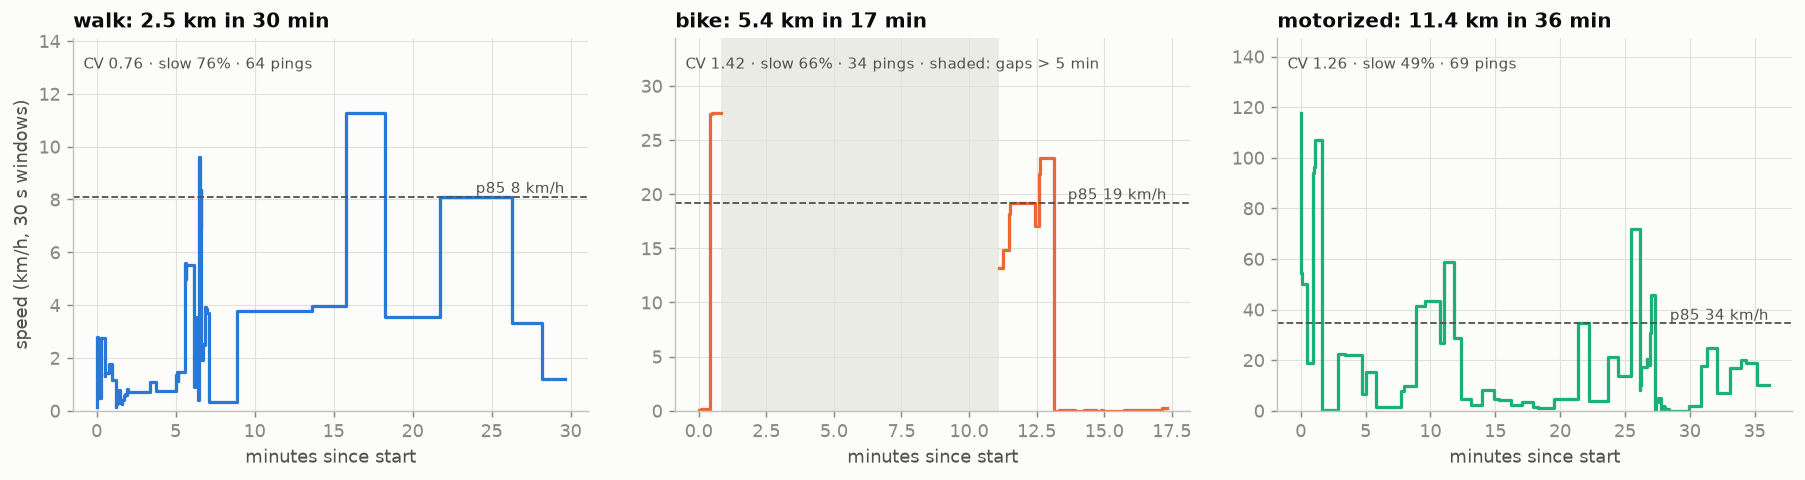 walk: 2.5 km in 30 min
CV 0.76 · slow 76% · 64 pings
p85 8 km/h
speed (km/h, 30 s windows)
14
12
10
8
6
4
2
0
0 5 10 15 20 25 30
minutes since start
bike: 5.4 km in 17 min
CV 1.42 · slow 66% · 34 pings · shaded: gaps > 5 min
p85 19 km/h
30
25
20
15
10
5
0
0.0 2.5 5.0 7.5 10.0 12.5 15.0 17.5
minutes since start
motorized: 11.4 km in 36 min
CV 1.26 · slow 49% · 69 pings
p85 34 km/h
140
120
100
80
60
40
20
0
0 5 10 15 20 25 30 35
minutes since start